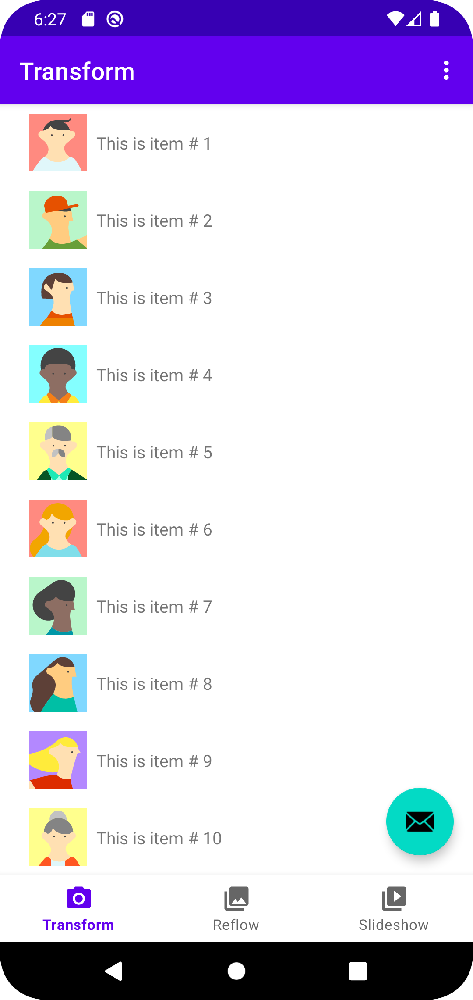 6:27
Transform
This is item # 1
This is item # 2
This is item # 3
This is item # 4
This is item # 5
This is item # 6
This is item # 7
This is item # 8
This is item # 9
This is item # 10
Transform Reflow Slideshow